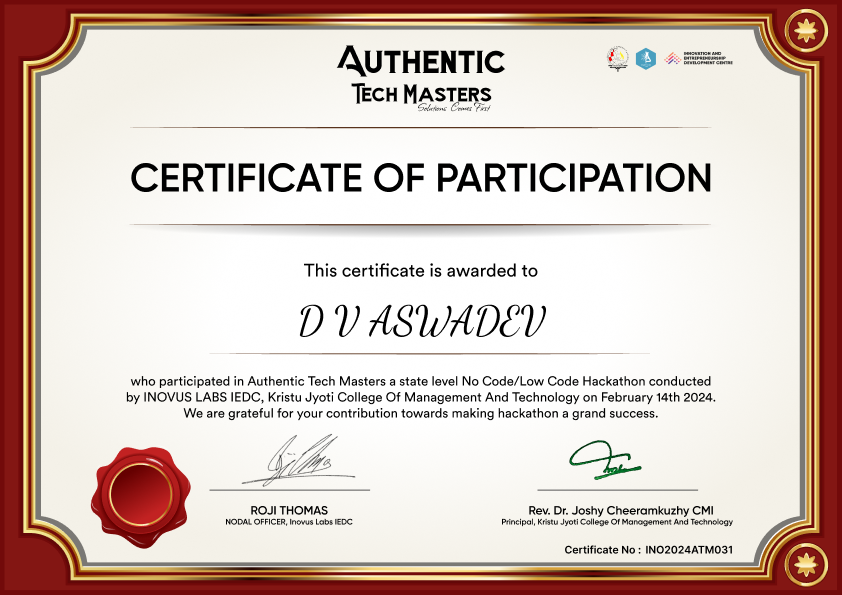 AUTHENTIC
TECH MASTERS
Solutions Comes First
INNOVATION AND
ENTREPRENEURSHIP
DEVELOPMENT CENTRE
CERTIFICATE OF PARTICIPATION
This certificate is awarded to
D V ASWADEV
who participated in Authentic Tech Masters a state level No Code/Low Code Hackathon conducted
by INOVUS LABS IEDC, Kristu Jyoti College Of Management And Technology on February 14th 2024.
We are grateful for your contribution towards making hackathon a grand success.
ROJI THOMAS
NODAL OFFICER, Inovus Labs IEDC
Rev. Dr. Joshy Cheeramkuzhy CMI
Principal, Kristu Jyoti College Of Management And Technology
Certificate No : INO2024ATM031